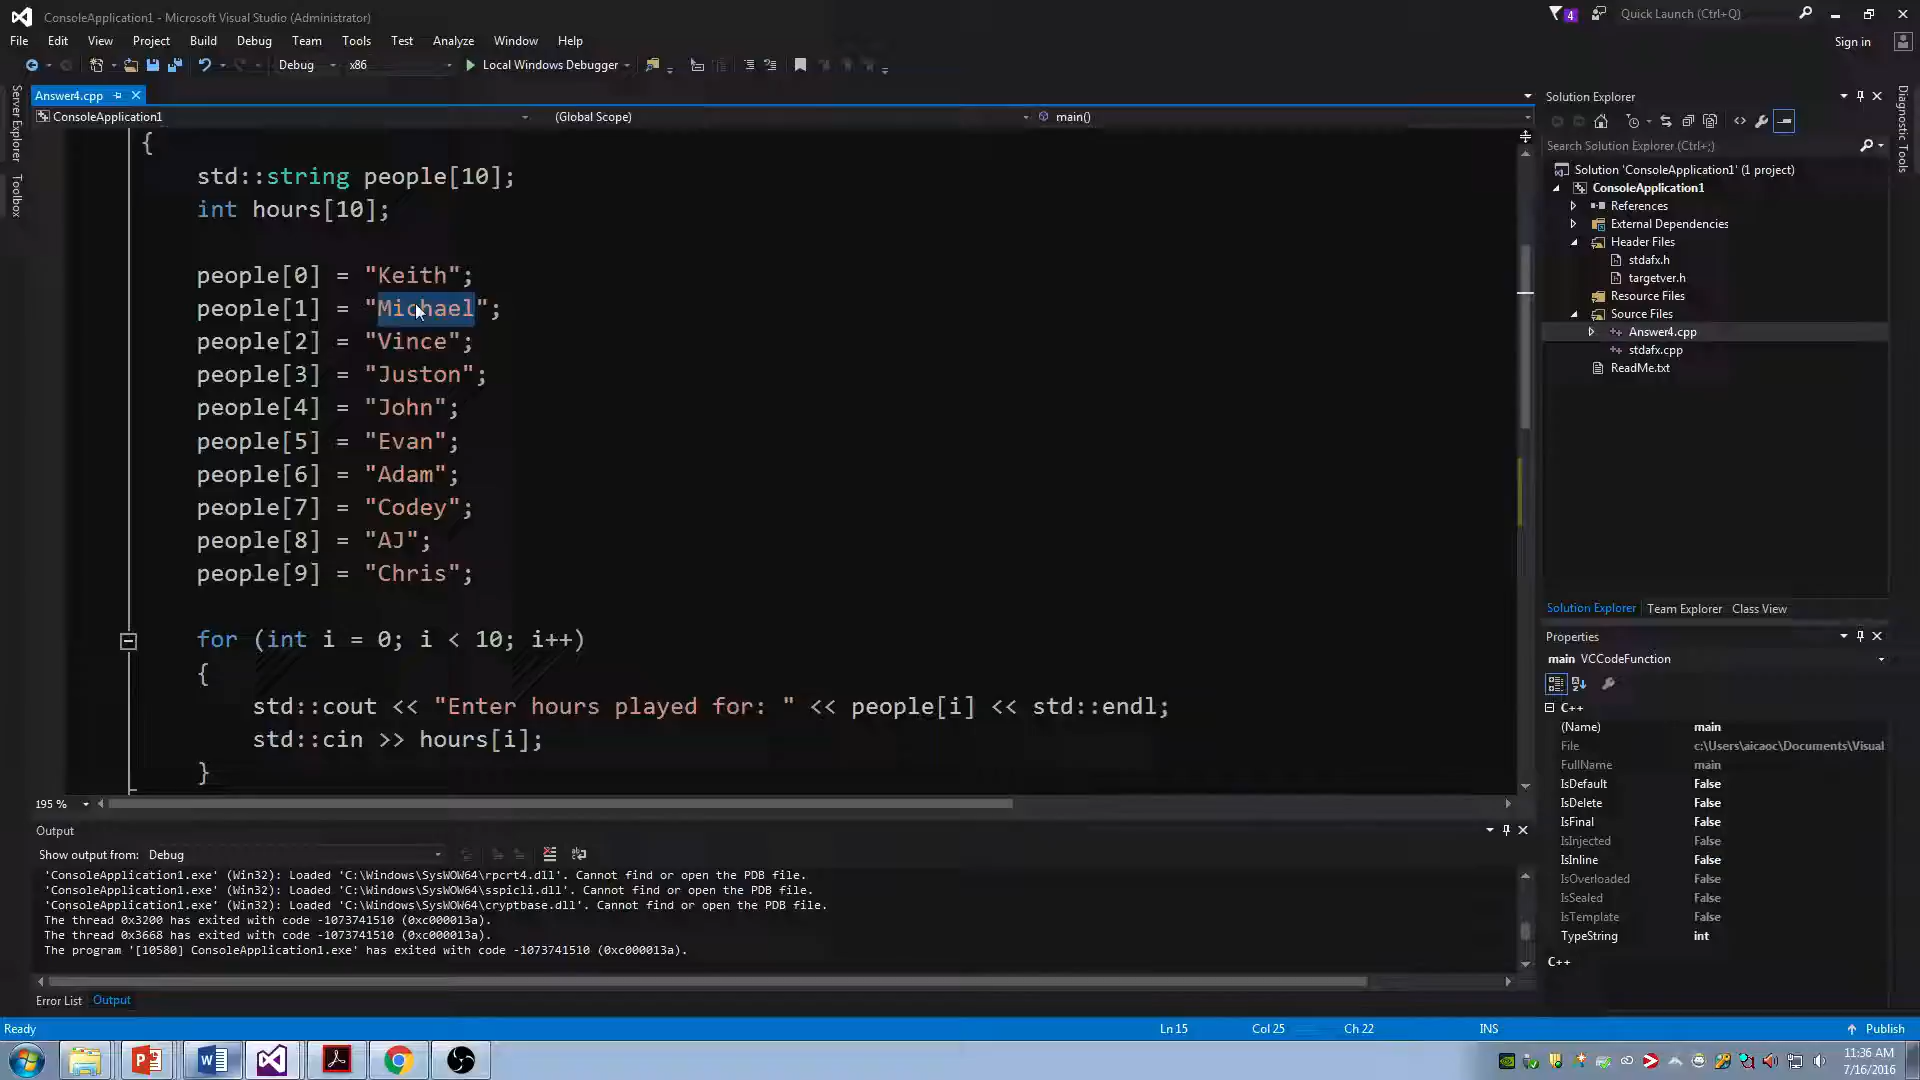 ConsoleApplication1 - Microsoft Visual Studio (Administrator)
4
Quick Launch (Ctrl+Q)
File Edit View Project Build Debug Team Tools Test Analyze Window Help
Sign in
Debug x86 Local Windows Debugger
Answer4.cpp
ConsoleApplication1 (Global Scope) main()
Server Explorer
Toolbox
{
std::string people[10];
int hours[10];
people[0] = "Keith";
people[1] = "Michael";
people[2] = "Vince";
people[3] = "Juston";
people[4] = "John";
people[5] = "Evan";
people[6] = "Adam";
people[7] = "Codey";
people[8] = "AJ";
people[9] = "Chris";
for (int i = 0; i < 10; i++)
{
std::cout << "Enter hours played for: " << people[i] << std::endl;
std::cin >> hours[i];
}
195 %
Output
Show output from: Debug
'ConsoleApplication1.exe' (Win32): Loaded 'C:\Windows\SysWOW64\rpcrt4.dll'. Cannot find or open the PDB file.
'ConsoleApplication1.exe' (Win32): Loaded 'C:\Windows\SysWOW64\sspicli.dll'. Cannot find or open the PDB file.
'ConsoleApplication1.exe' (Win32): Loaded 'C:\Windows\SysWOW64\cryptbase.dll'. Cannot find or open the PDB file.
The thread 0x3200 has exited with code -1073741510 (0xc000013a).
The thread 0x3668 has exited with code -1073741510 (0xc000013a).
The program '[10580] ConsoleApplication1.exe' has exited with code -1073741510 (0xc000013a).
Error List Output
Solution Explorer
Search Solution Explorer (Ctrl+;)
Solution 'ConsoleApplication1' (1 project)
ConsoleApplication1
References
External Dependencies
Header Files
stdafx.h
targetver.h
Resource Files
Source Files
Answer4.cpp
stdafx.cpp
ReadMe.txt
Solution Explorer Team Explorer Class View
Properties
main VCCodeFunction
C++
(Name) main
File c:\Users\aicaoc\Documents\Visual
FullName main
IsDefault False
IsDelete False
IsFinal False
IsInjected False
IsInline False
IsOverloaded False
IsSealed False
IsTemplate False
TypeString int
C++
Diagnostic Tools
Ready Ln 15 Col 25 Ch 22 INS Publish
11:36 AM
7/16/2016